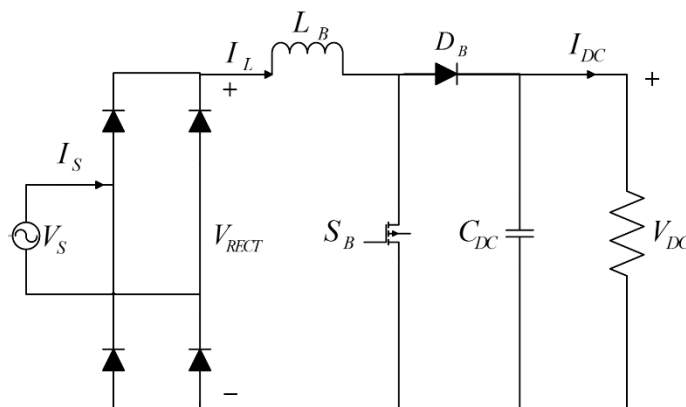 L_B
D_B
I_L
I_DC
+
+
I_S
V_S
V_RECT
S_B
C_DC
V_DC
−